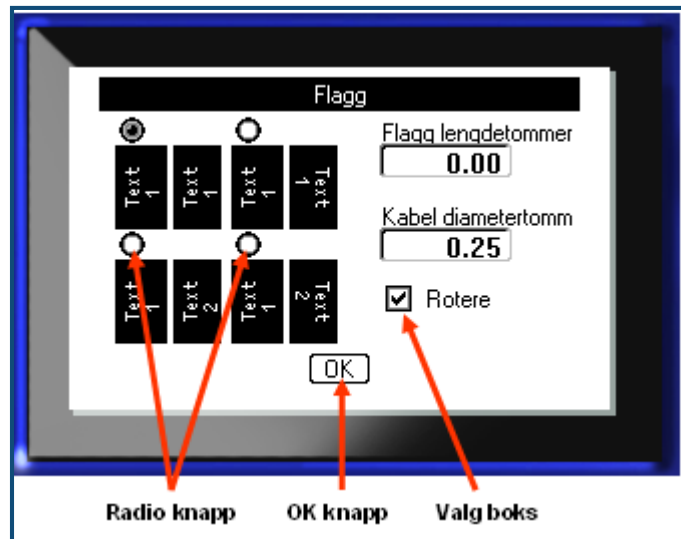 Flagg
Flagg lengdetommer
0.00
Text 1
Text 1
Text 1
Text 1
Kabel diametertomm
0.25
Text 1
Text 2
Text 1
Text 2
Rotere
OK
Radio knapp
OK knapp
Valg boks